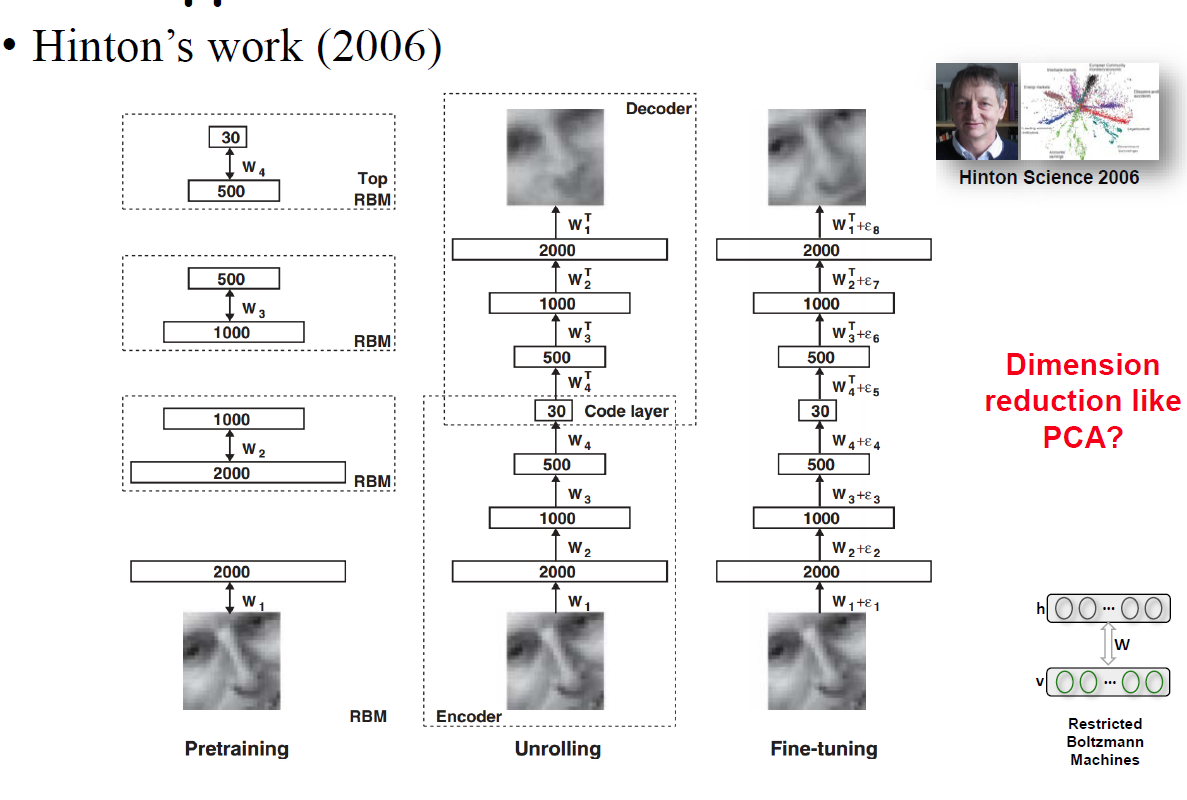 • Hinton’s work (2006)
Hinton Science 2006
30
W4
500
Top
RBM
500
W3
1000
RBM
1000
W2
2000
RBM
2000
W1
RBM
Pretraining
Decoder
W1T
2000
W2T
1000
W3T
500
W4T
30 Code layer
W4
500
W3
1000
W2
2000
W1
Encoder
Unrolling
W1T+ε8
2000
W2T+ε7
1000
W3T+ε6
500
W4T+ε5
30
W4+ε4
500
W3+ε3
1000
W2+ε2
2000
W1+ε1
Fine-tuning
Dimension
reduction like
PCA?
h ...
W
v ...
Restricted
Boltzmann
Machines